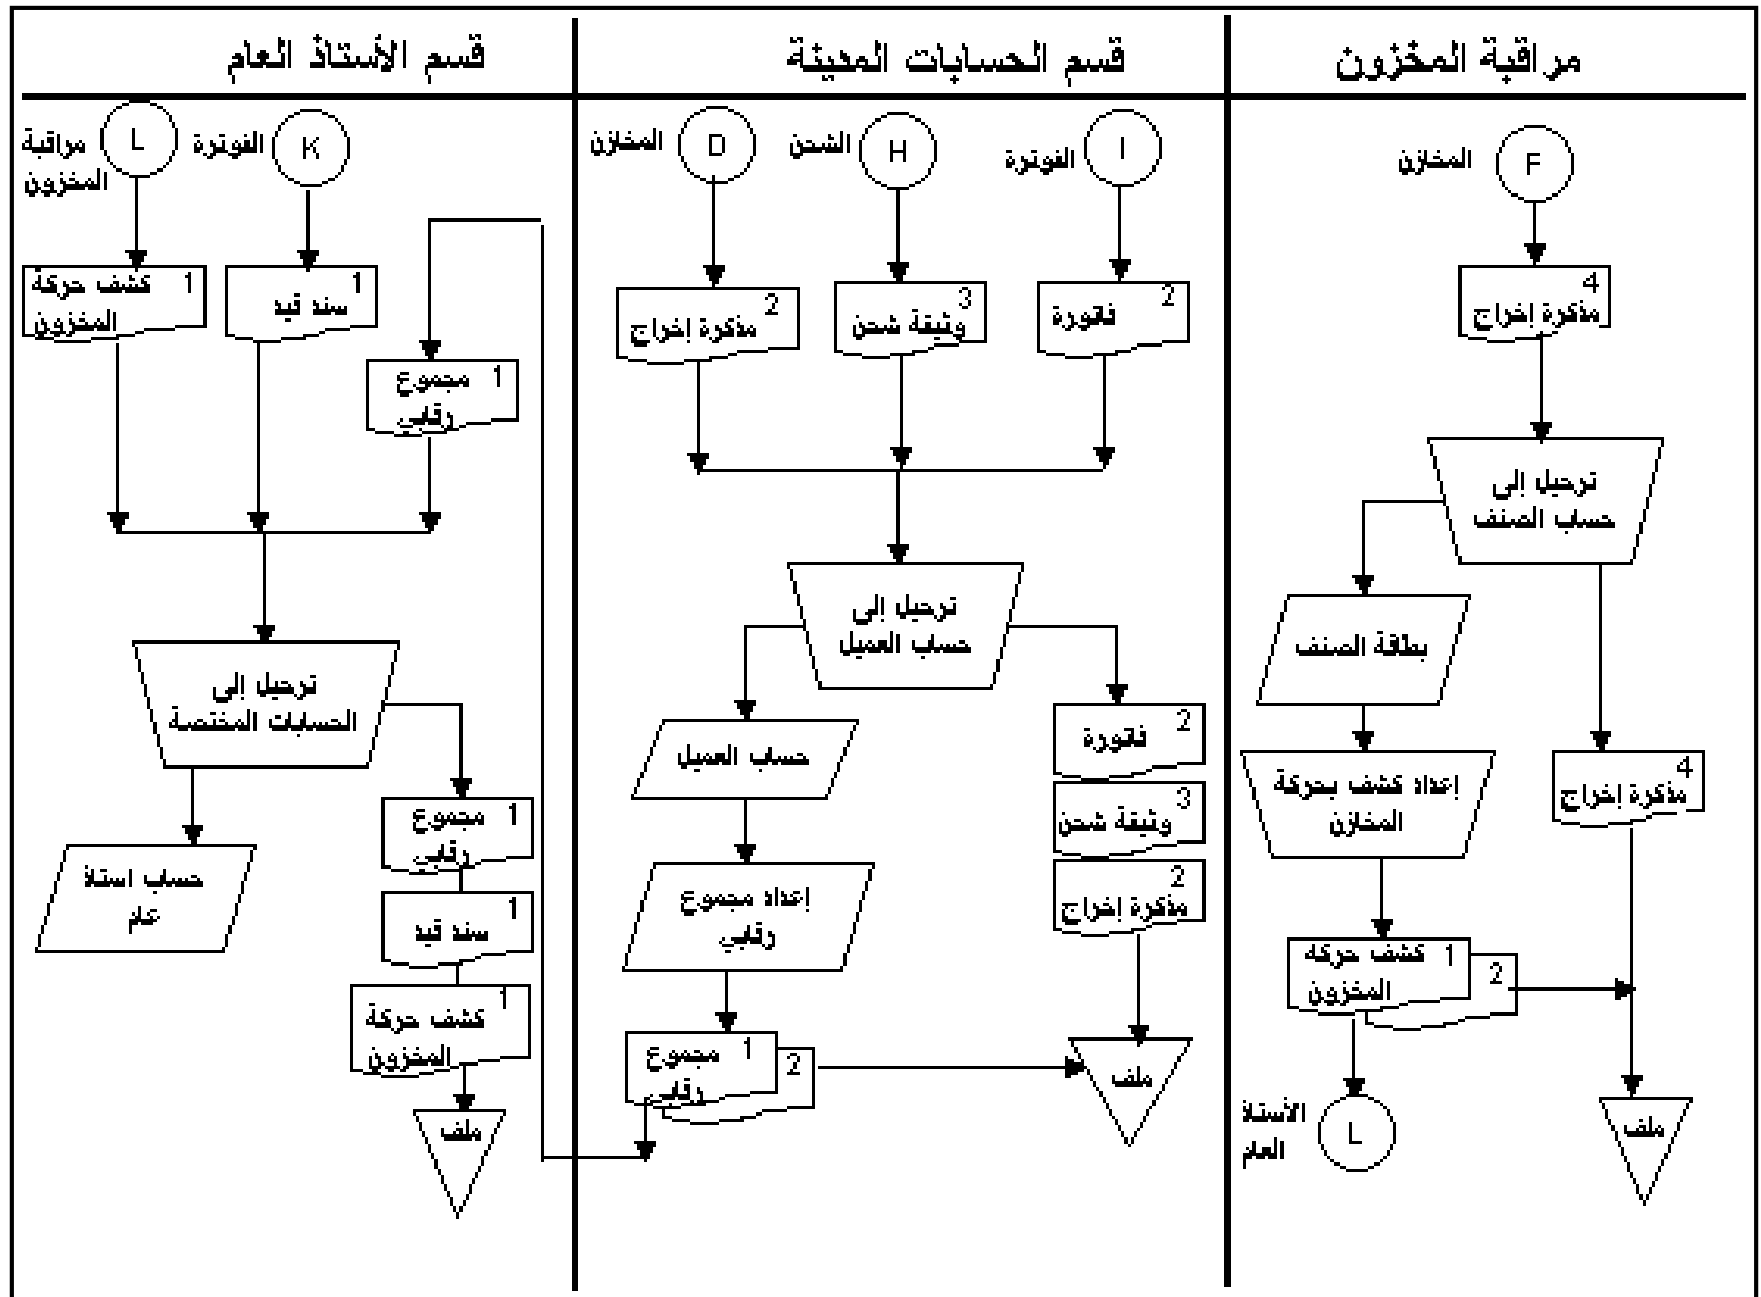 مراقبة المخزون
المخازن
F
4
مذكرة إخراج
ترحيل إلى
حساب الصنف
بطاقة الصنف
إعداد كشف بحركة
المخازن
4
مذكرة إخراج
كشف حركة 1
المخزون
2
الأستاذ
العام
L
ملف
قسم الحسابات المدينة
الفوترة
I
الشحن
H
المخازن
D
2
فاتورة
3
وثيقة شحن
2
مذكرة إخراج
ترحيل إلى
حساب العميل
حساب العميل
إعداد مجموع
رقابي
2
فاتورة
3
وثيقة شحن
2
مذكرة إخراج
مجموع 1
رقابي
2
ملف
قسم الأستاذ العام
الفوترة
K
مراقبة
المخزون
L
1
سند قيد
كشف حركة 1
المخزون
مجموع 1
رقابي
ترحيل إلى
الحسابات المختصة
حساب استاذ
عام
مجموع 1
رقابي
1
سند قيد
1
كشف حركة
المخزون
ملف